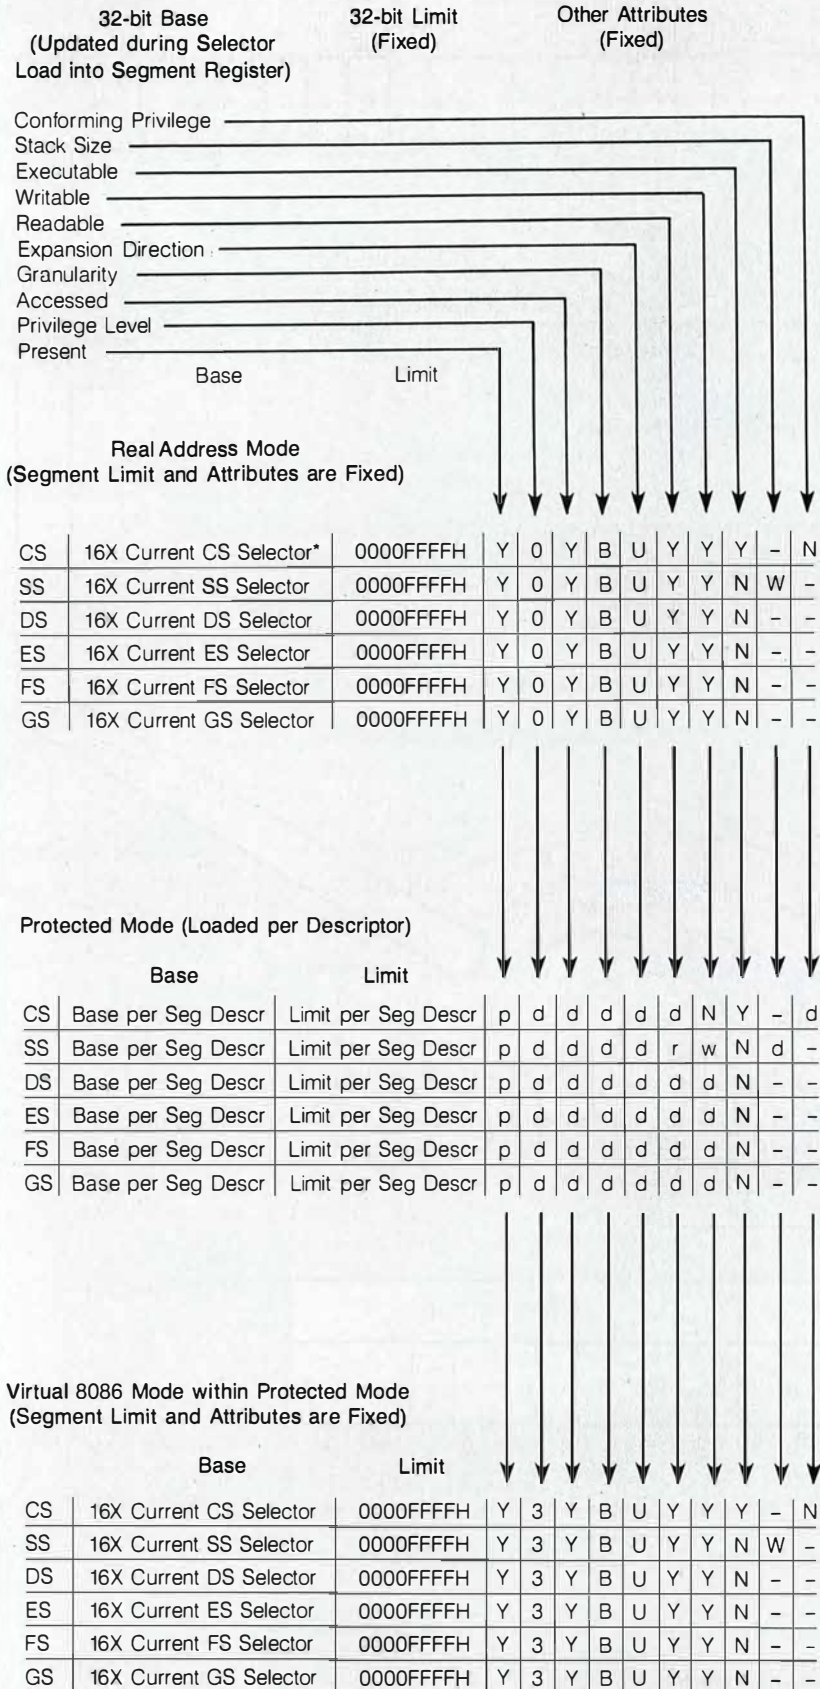 32-bit Base 32-bit Limit Other Attributes
(Updated during Selector (Fixed) (Fixed)
Load into Segment Register)
Conforming Privilege
Stack Size
Executable
Writable
Readable
Expansion Direction
Granularity
Accessed
Privilege Level
Present
Base Limit
Real Address Mode
(Segment Limit and Attributes are Fixed)
CS 16X Current CS Selector* 0000FFFFH Y 0 Y B U Y Y Y - N
SS 16X Current SS Selector 0000FFFFH Y 0 Y B U Y Y N W -
DS 16X Current DS Selector 0000FFFFH Y 0 Y B U Y Y N - -
ES 16X Current ES Selector 0000FFFFH Y 0 Y B U Y Y N - -
FS 16X Current FS Selector 0000FFFFH Y 0 Y B U Y Y N - -
GS 16X Current GS Selector 0000FFFFH Y 0 Y B U Y Y N - -
Protected Mode (Loaded per Descriptor)
Base Limit
CS Base per Seg Descr Limit per Seg Descr p d d d d d N Y - d
SS Base per Seg Descr Limit per Seg Descr p d d d d r w N d -
DS Base per Seg Descr Limit per Seg Descr p d d d d d d N - -
ES Base per Seg Descr Limit per Seg Descr p d d d d d d N - -
FS Base per Seg Descr Limit per Seg Descr p d d d d d d N - -
GS Base per Seg Descr Limit per Seg Descr p d d d d d d N - -
Virtual 8086 Mode within Protected Mode
(Segment Limit and Attributes are Fixed)
Base Limit
CS 16X Current CS Selector 0000FFFFH Y 3 Y B U Y Y Y - N
SS 16X Current SS Selector 0000FFFFH Y 3 Y B U Y Y N W -
DS 16X Current DS Selector 0000FFFFH Y 3 Y B U Y Y N - -
ES 16X Current ES Selector 0000FFFFH Y 3 Y B U Y Y N - -
FS 16X Current FS Selector 0000FFFFH Y 3 Y B U Y Y N - -
GS 16X Current GS Selector 0000FFFFH Y 3 Y B U Y Y N - -